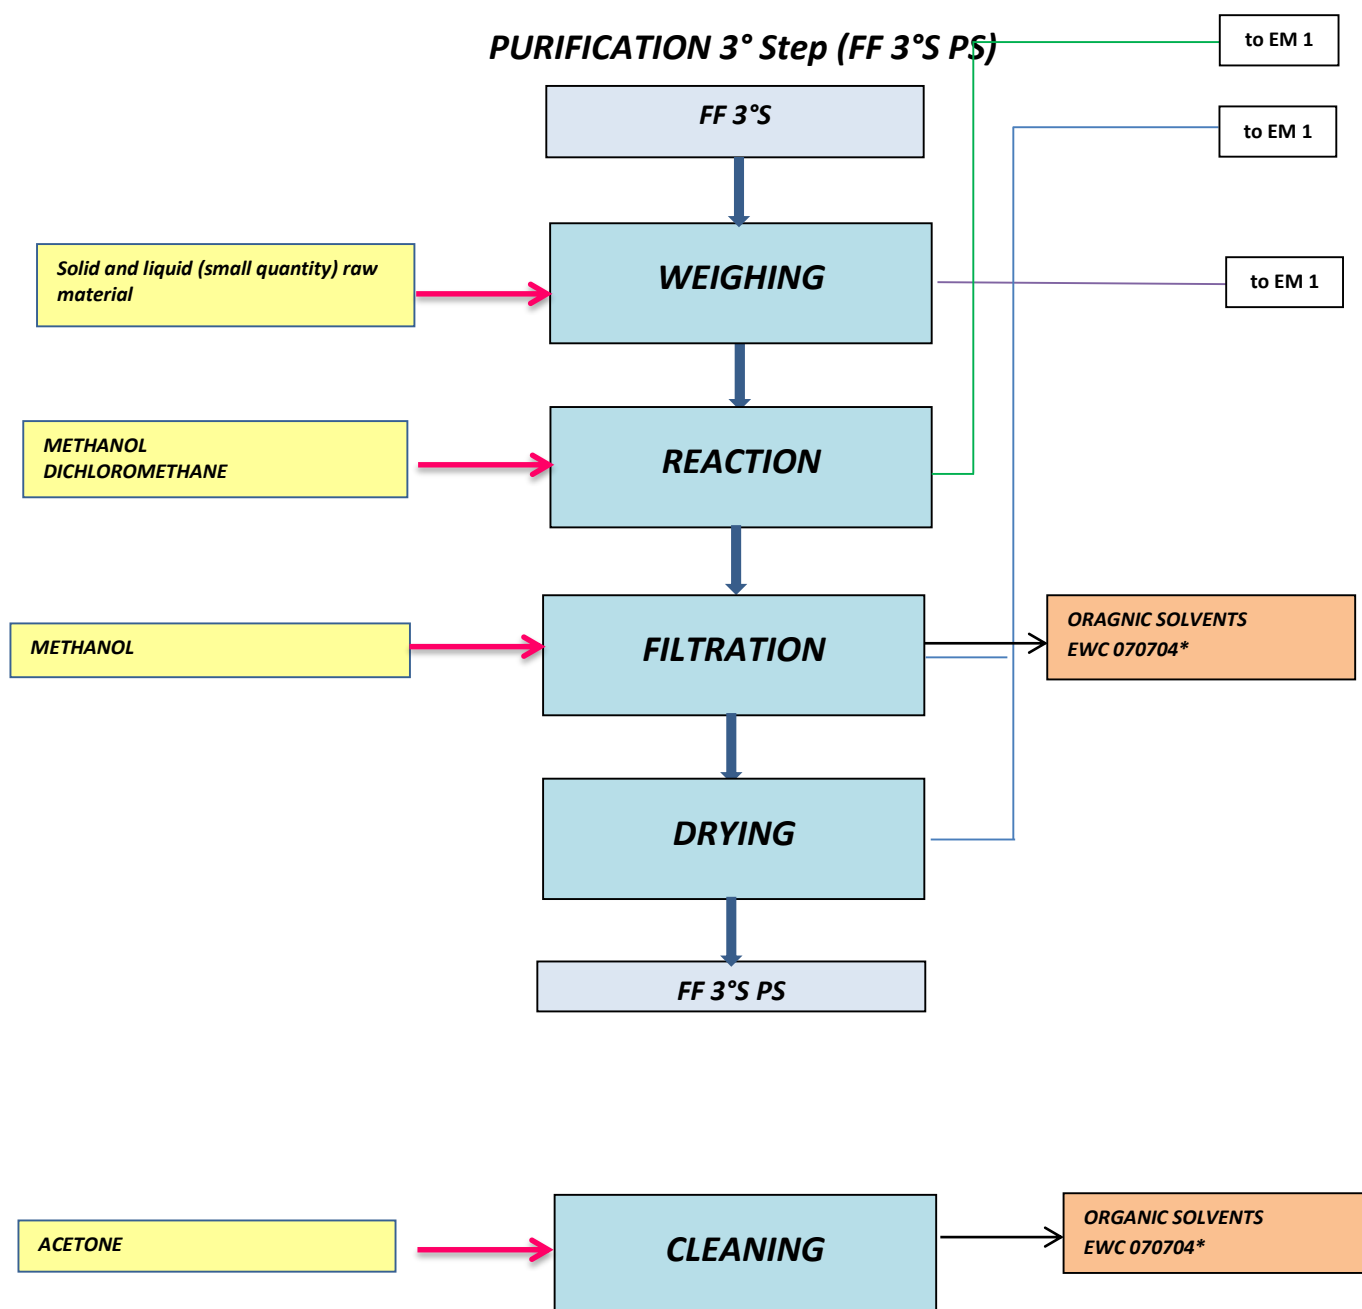 PURIFICATION 3° Step (FF 3°S PS)
to EM 1
FF 3°S
to EM 1
Solid and liquid (small quantity) raw
material
WEIGHING
to EM 1
METHANOL
DICHLOROMETHANE
REACTION
METHANOL
FILTRATION
ORAGNIC SOLVENTS
EWC 070704*
DRYING
FF 3°S PS
ACETONE
CLEANING
ORGANIC SOLVENTS
EWC 070704*